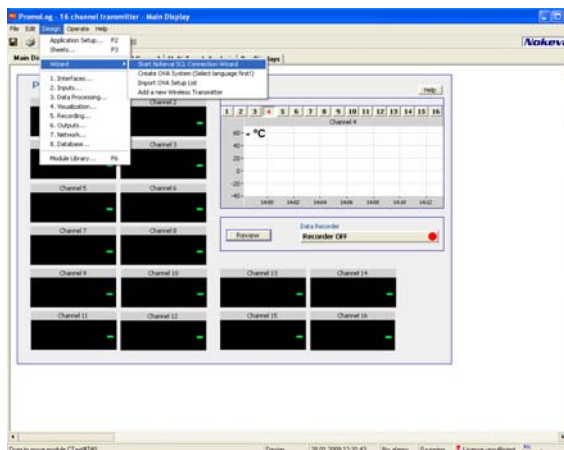 PromoLog - 16 channel transmitter - Main Display
File Edit Design Operate Help
Nokeva
Application Setup... F2
Sheets... F3
Wizard
Start Nokeval SCL Connection Wizard
Create OVA System (Select language first!)
Import OVA Setup List
Add a new Wireless Transmitter
1. Interfaces...
2. Inputs...
3. Data Processing...
4. Visualization...
5. Recording...
6. Outputs...
7. Network...
8. Database...
Module Library... F6
Main Dis
P
Help
Channel 2
1 2 3 4 5 6 7 8 9 10 11 12 13 14 15 16
Channel 4
- °C
60
40
20
0
-20
-40
Channel 3
Channel 5 Channel 6
Channel 7 Channel 8
Review
Data Recorder
Recorder OFF
Channel 9 Channel 10 Channel 13 Channel 14
Channel 11 Channel 12 Channel 15 Channel 16
Design
No alarms